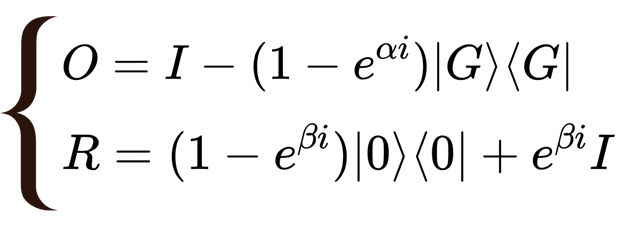 O = I − (1 − e^{αi})|G⟩⟨G|
R = (1 − e^{βi})|0⟩⟨0| + e^{βi}I